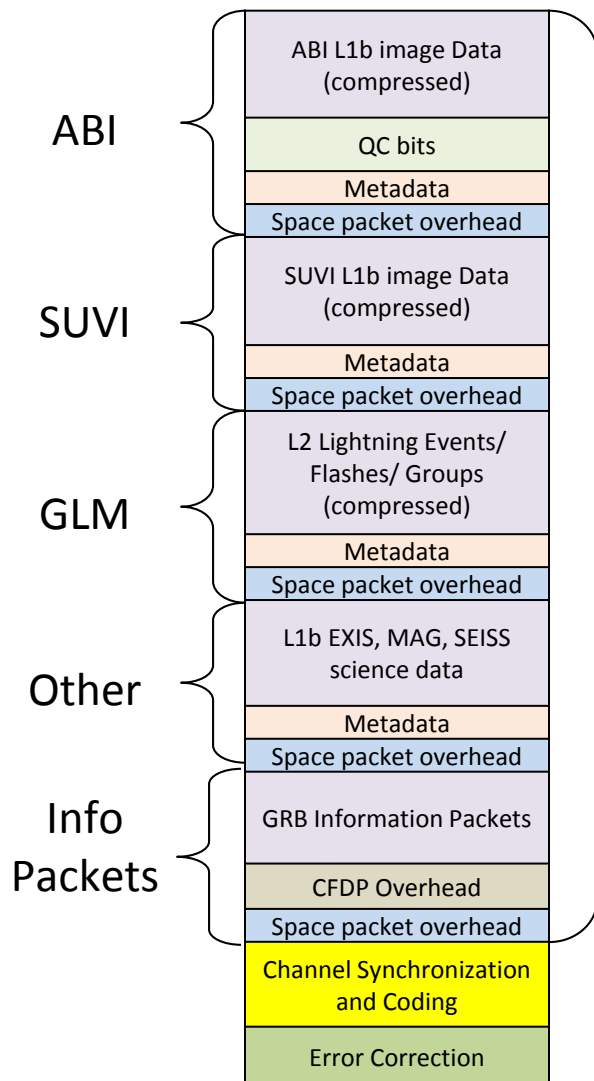 ABI
ABI L1b image Data
(compressed)
QC bits
Metadata
Space packet overhead
SUVI
SUVI L1b image Data
(compressed)
Metadata
Space packet overhead
GLM
L2 Lightning Events/
Flashes/ Groups
(compressed)
Metadata
Space packet overhead
Other
L1b EXIS, MAG, SEISS
science data
Metadata
Space packet overhead
Info
Packets
GRB Information Packets
CFDP Overhead
Space packet overhead
Channel Synchronization
and Coding
Error Correction